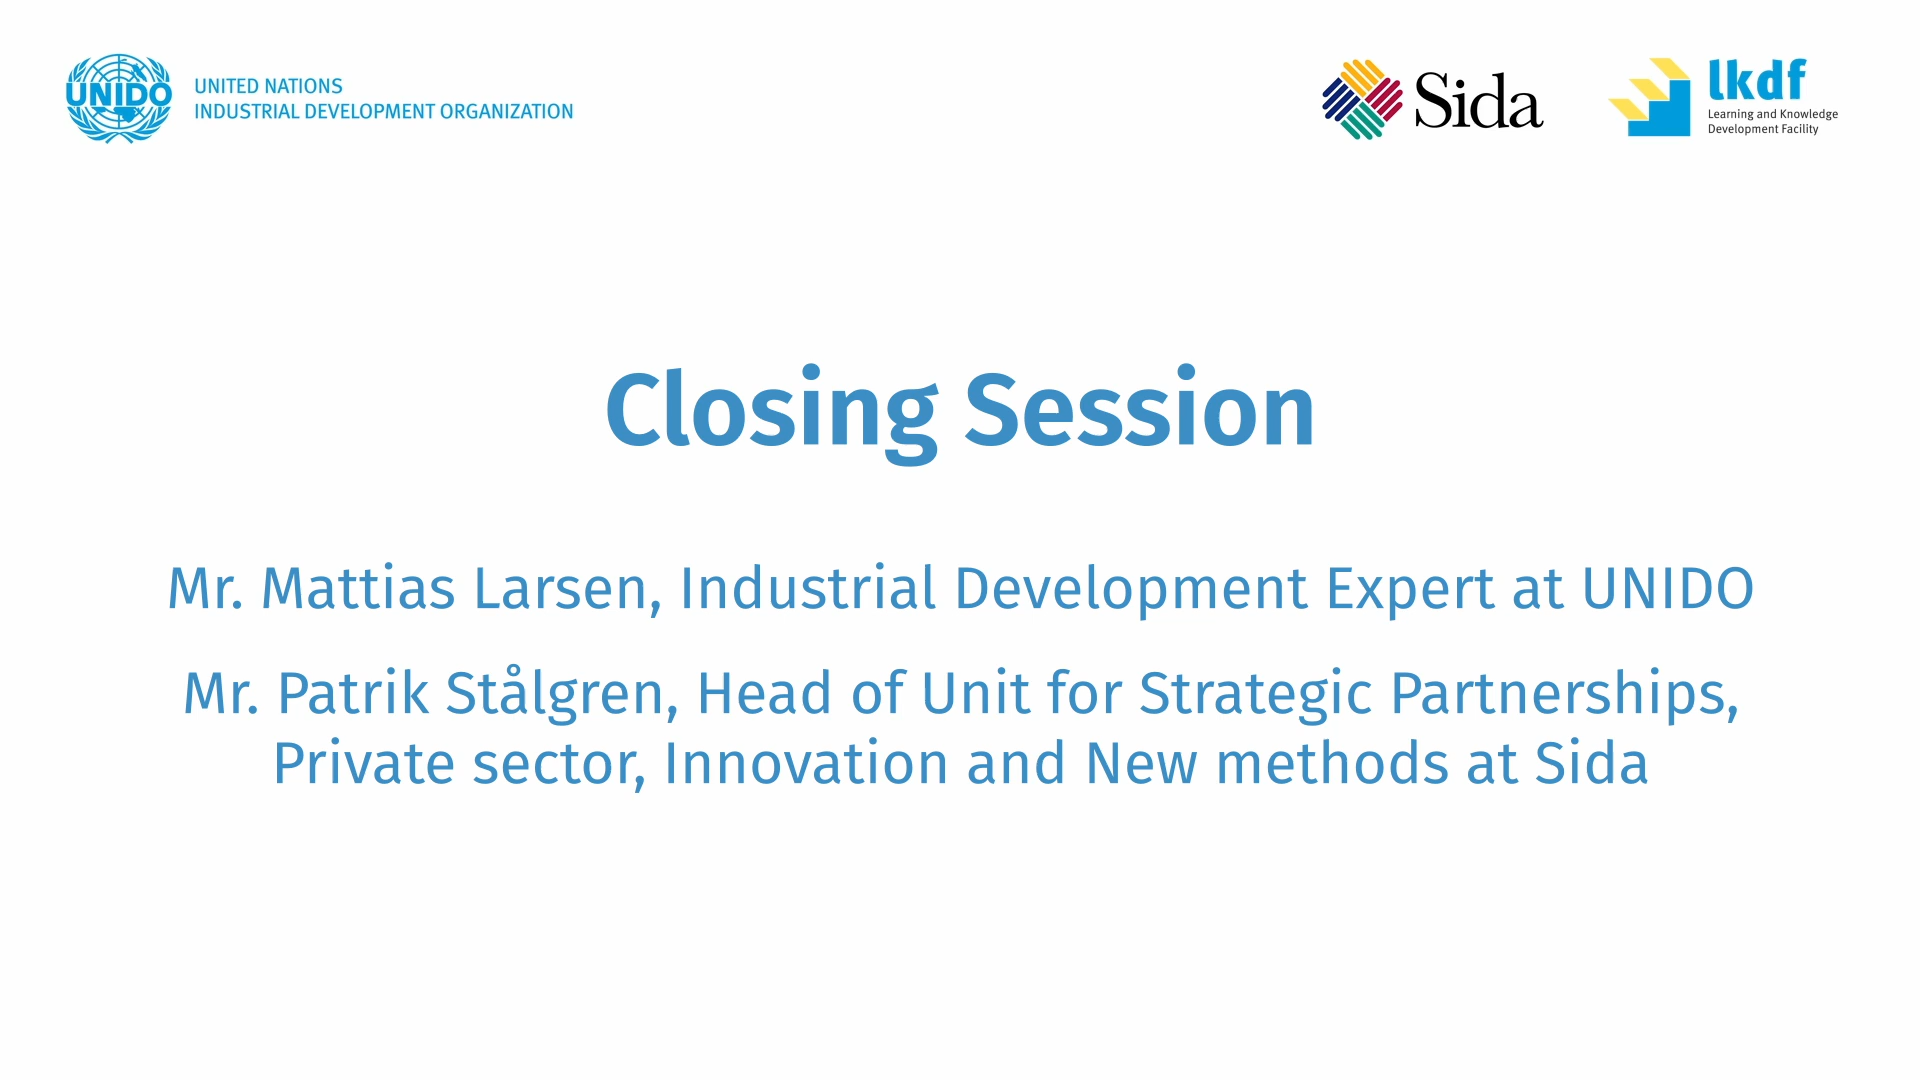 UNIDO
UNITED NATIONS
INDUSTRIAL DEVELOPMENT ORGANIZATION
Sida
lkdf
Learning and Knowledge
Development Facility
Closing Session
Mr. Mattias Larsen, Industrial Development Expert at UNIDO
Mr. Patrik Stålgren, Head of Unit for Strategic Partnerships,
Private sector, Innovation and New methods at Sida